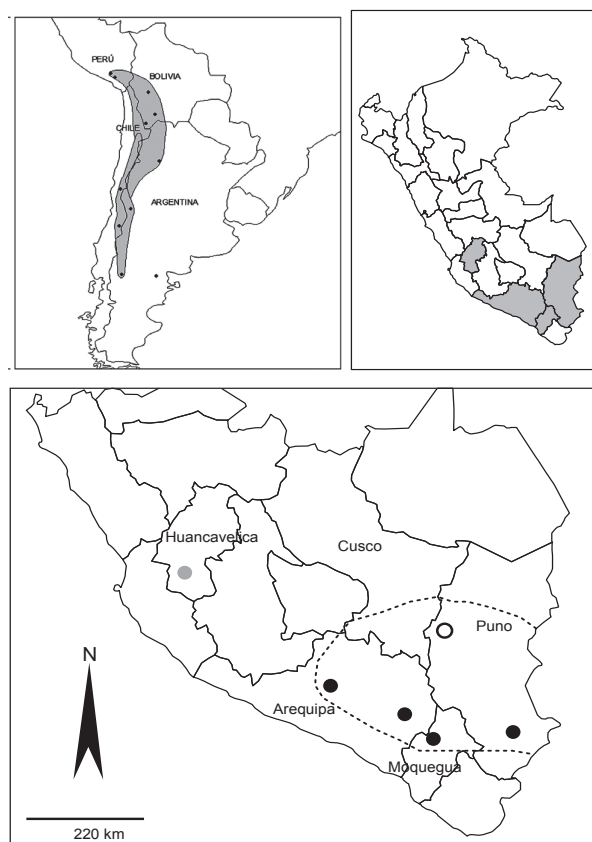 PERÚ
BOLIVIA
CHILE
ARGENTINA
Huancavelica
Cusco
Puno
N
Arequipa
Moquegua
220 km